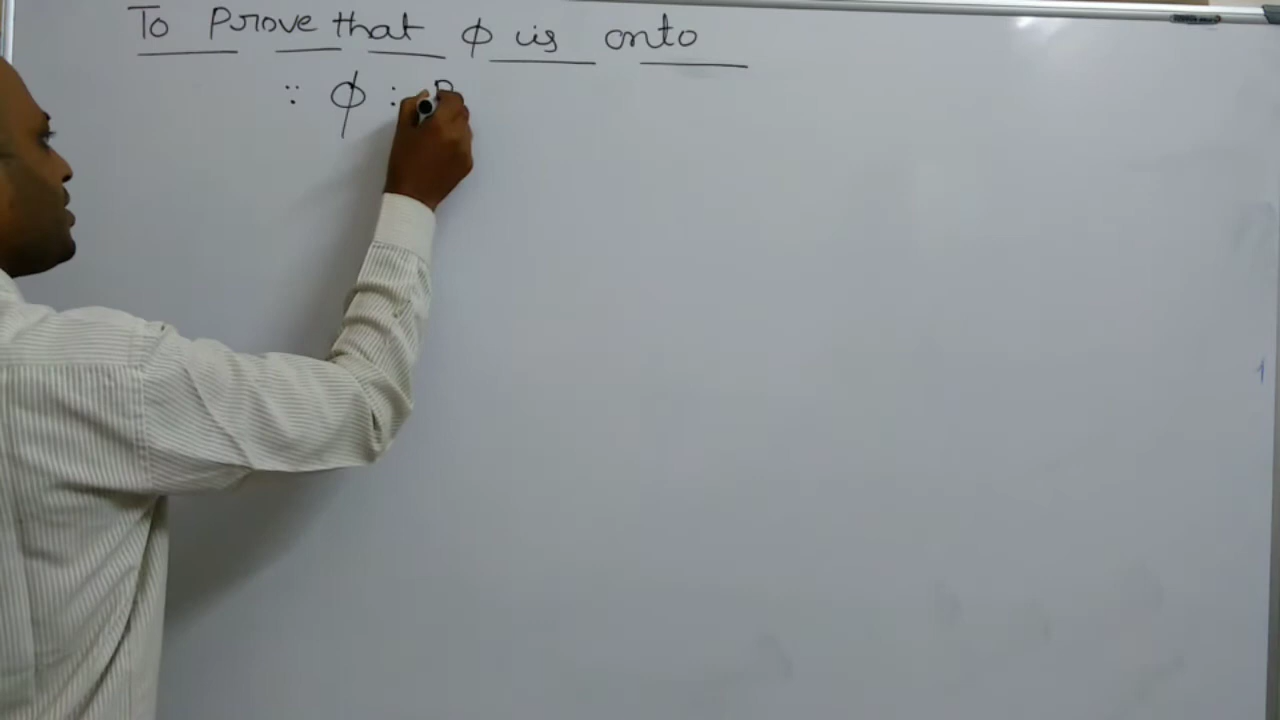 To Prove that φ is onto
∵ φ :